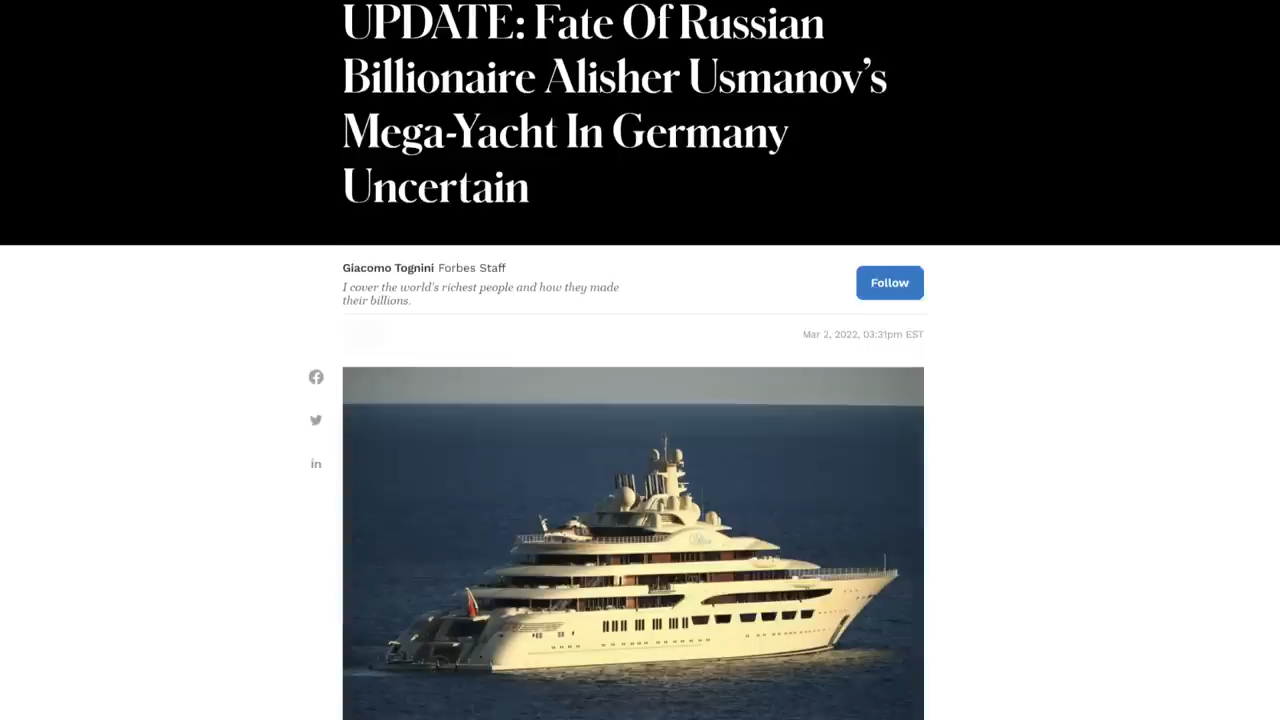 UPDATE: Fate Of Russian
Billionaire Alisher Usmanov’s
Mega-Yacht In Germany
Uncertain
Giacomo Tognini Forbes Staff
I cover the world's richest people and how they made
their billions.
Follow
Mar 2, 2022, 03:31pm EST
in